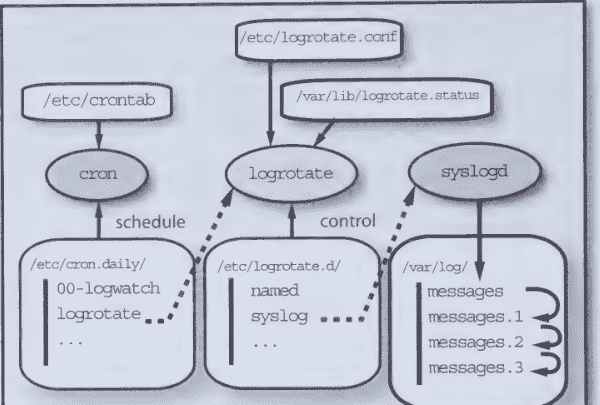 /etc/logrotate.conf
/etc/crontab
/var/lib/logrotate.status
cron
logrotate
syslogd
schedule
control
/etc/cron.daily/
00-logwatch
logrotate
...
/etc/logrotate.d/
named
syslog
...
/var/log/
messages
messages.1
messages.2
messages.3